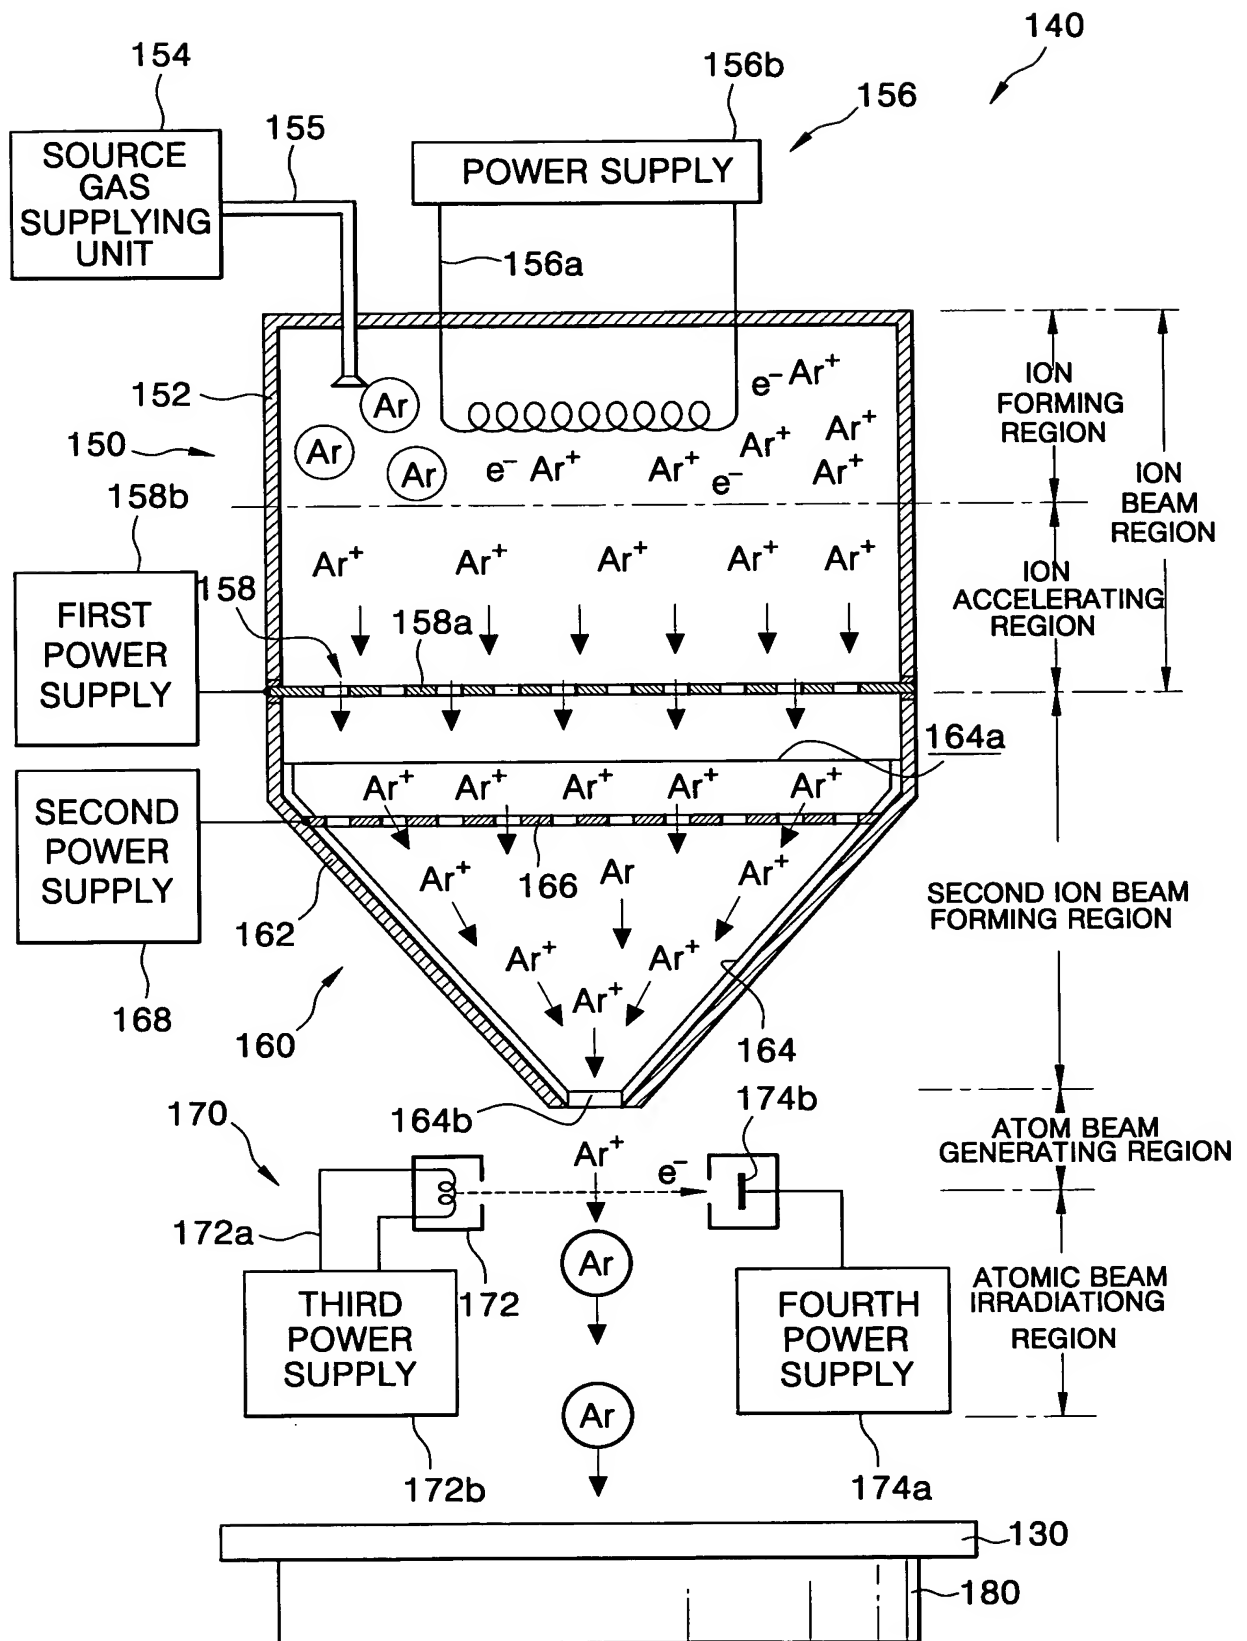 140
154
156b
156
155
SOURCE
GAS
SUPPLYING
UNIT
POWER SUPPLY
156a
152
Ar
e⁻ Ar⁺
ION
FORMING
REGION
150
Ar
Ar
e⁻ Ar⁺
Ar⁺
e⁻
Ar⁺
Ar⁺
Ar⁺
ION
BEAM
REGION
158b
Ar⁺
Ar⁺
Ar⁺
Ar⁺
Ar⁺
ION
ACCELERATING
REGION
158
158a
FIRST
POWER
SUPPLY
164a
Ar⁺
Ar⁺
Ar⁺
Ar⁺
Ar⁺
SECOND
POWER
SUPPLY
Ar⁺
166
Ar
Ar⁺
SECOND ION BEAM
FORMING REGION
162
Ar⁺
Ar⁺
Ar⁺
168
160
164
164b
174b
170
ATOM BEAM
GENERATING REGION
Ar⁺
e⁻
172a
Ar
172
THIRD
POWER
SUPPLY
FOURTH
POWER
SUPPLY
ATOMIC BEAM
IRRADIATIONG
REGION
Ar
172b
174a
130
180